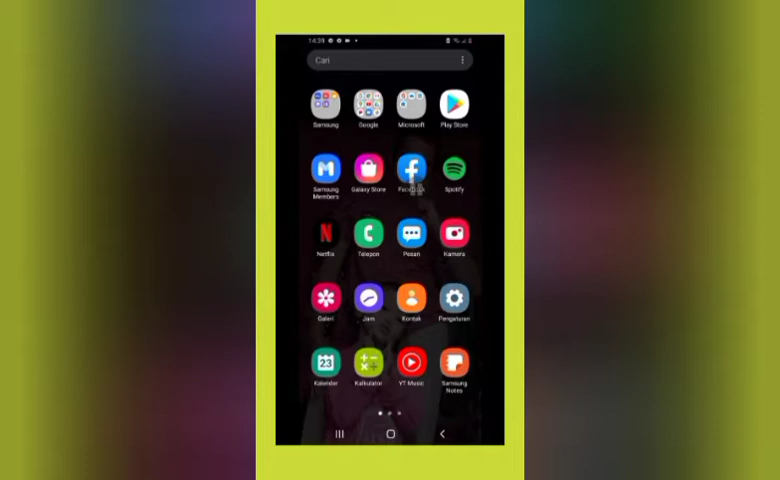 14:39
Cari
Samsung
Google
Microsoft
Play Store
Samsung
Members
Galaxy Store
Facebook
Spotify
Netflix
Telepon
Pesan
Kamera
Galeri
Jam
Kontak
Pengaturan
23
Kalender
Kalkulator
YT Music
Samsung
Notes